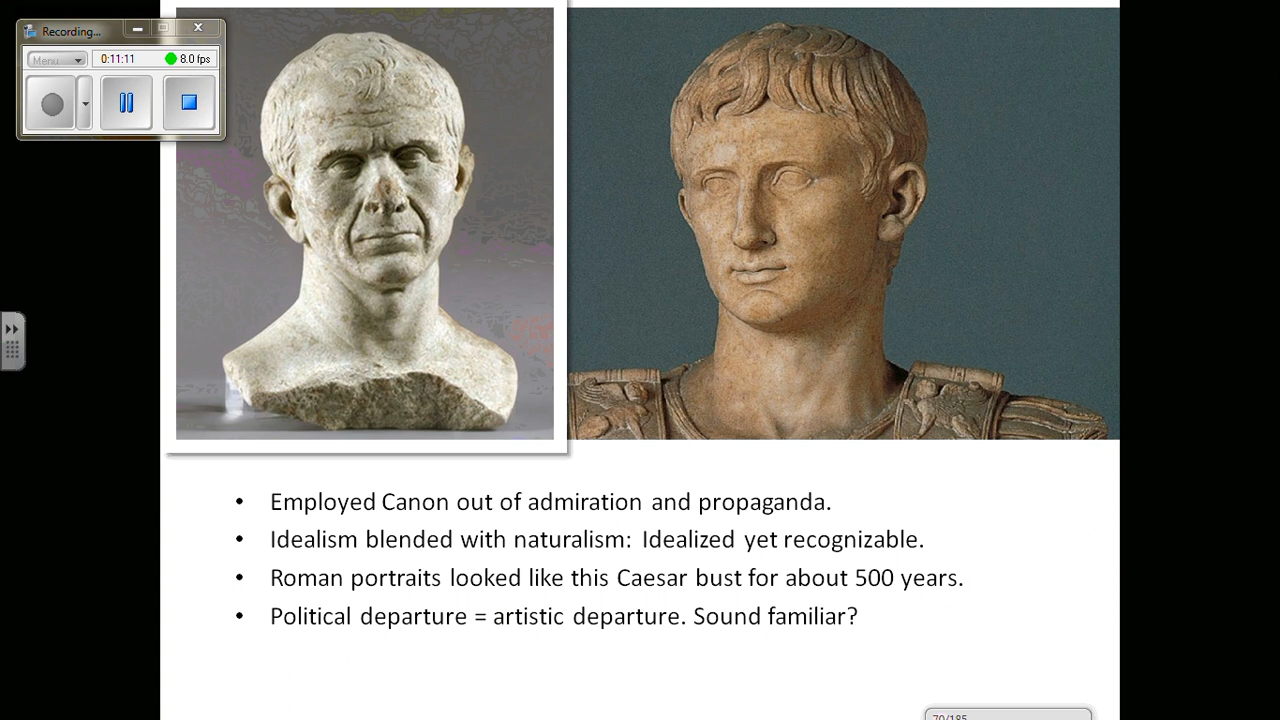 Recording...
Menu
0:11:11
8.0 fps
• Employed Canon out of admiration and propaganda.
• Idealism blended with naturalism: Idealized yet recognizable.
• Roman portraits looked like this Caesar bust for about 500 years.
• Political departure = artistic departure. Sound familiar?
70/185